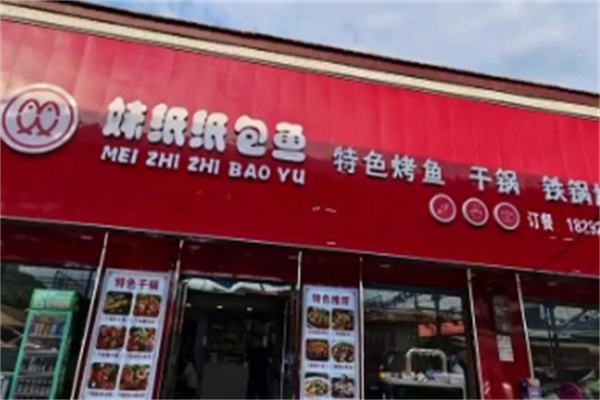 妹纸纸包鱼
MEI ZHI ZHI BAO YU
特色烤鱼 干锅 铁锅
订餐 18292
特色干锅
特色推荐